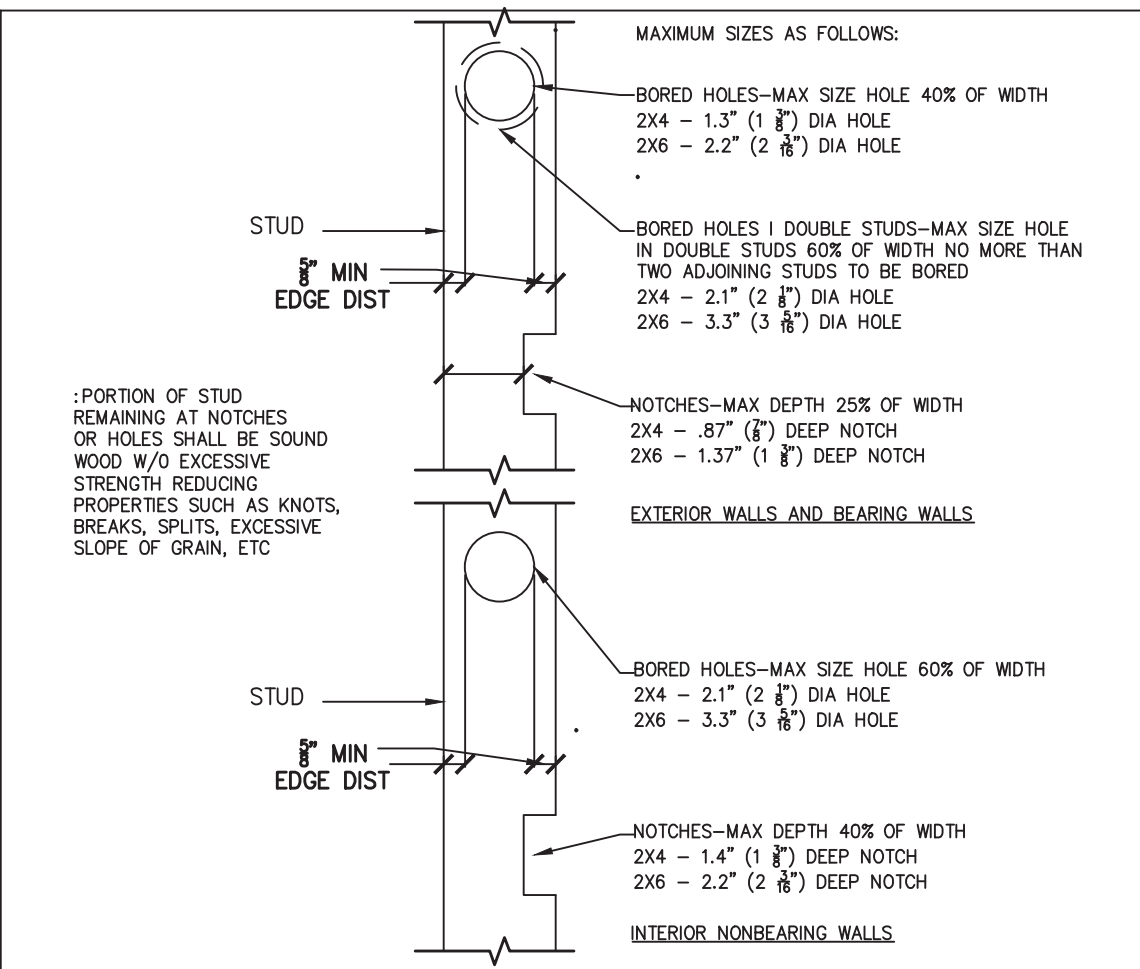 MAXIMUM SIZES AS FOLLOWS:
BORED HOLES-MAX SIZE HOLE 40% OF WIDTH
2X4 - 1.3" (1 3/8") DIA HOLE
2X6 - 2.2" (2 3/16") DIA HOLE
STUD
5/8" MIN
EDGE DIST
BORED HOLES I DOUBLE STUDS-MAX SIZE HOLE
IN DOUBLE STUDS 60% OF WIDTH NO MORE THAN
TWO ADJOINING STUDS TO BE BORED
2X4 - 2.1" (2 1/8") DIA HOLE
2X6 - 3.3" (3 5/16") DIA HOLE
:PORTION OF STUD
REMAINING AT NOTCHES
OR HOLES SHALL BE SOUND
WOOD W/O EXCESSIVE
STRENGTH REDUCING
PROPERTIES SUCH AS KNOTS,
BREAKS, SPLITS, EXCESSIVE
SLOPE OF GRAIN, ETC
NOTCHES-MAX DEPTH 25% OF WIDTH
2X4 - .87" (7/8") DEEP NOTCH
2X6 - 1.37" (1 3/8") DEEP NOTCH
EXTERIOR WALLS AND BEARING WALLS
BORED HOLES-MAX SIZE HOLE 60% OF WIDTH
2X4 - 2.1" (2 1/8") DIA HOLE
2X6 - 3.3" (3 5/16") DIA HOLE
STUD
5/8" MIN
EDGE DIST
NOTCHES-MAX DEPTH 40% OF WIDTH
2X4 - 1.4" (1 3/8") DEEP NOTCH
2X6 - 2.2" (2 3/16") DEEP NOTCH
INTERIOR NONBEARING WALLS